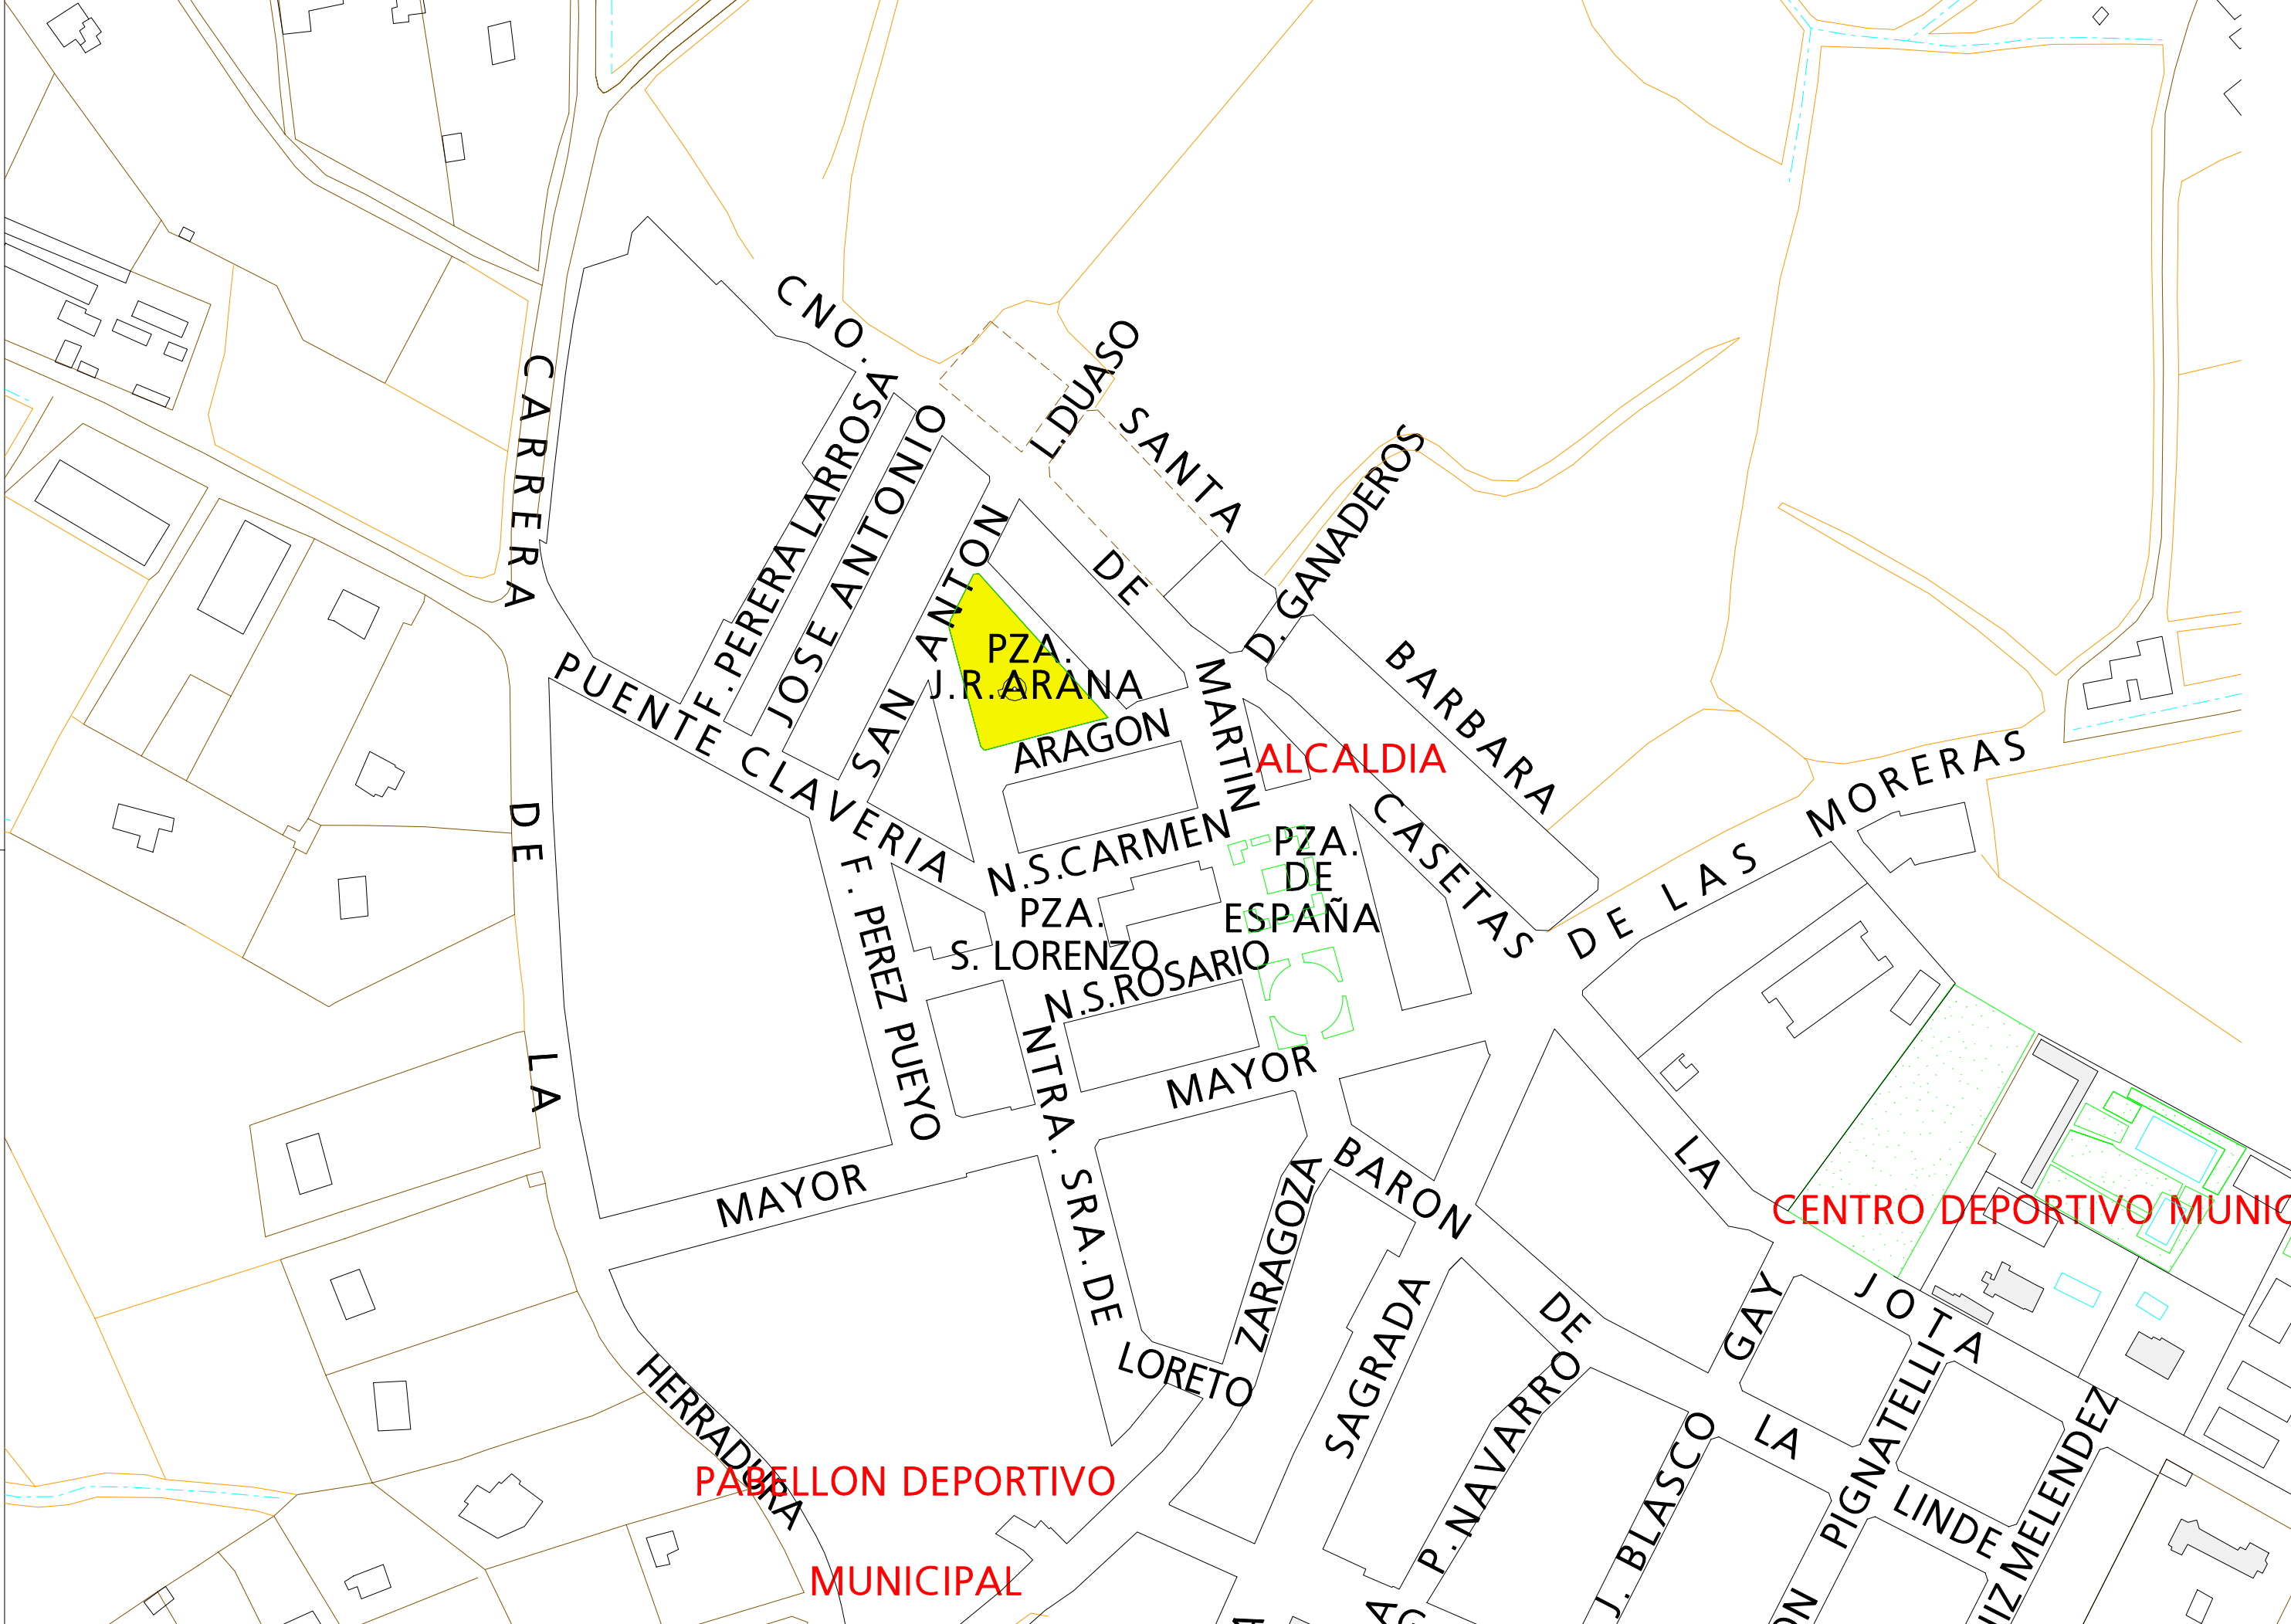 CNO.
L.DUASO
SANTA
F. PERERA LARROSA
JOSE ANTONIO
CARRERA
D. GANADEROS
SAN ANTON
DE
PZA.
J.R.ARANA
MARTIN
BARBARA
PUENTE CLAVERIA
ARAGON
ALCALDIA
DE LAS MORERAS
CASETAS
DE
N.S.CARMEN
PZA.
DE
ESPAÑA
F. PEREZ PUEYO
PZA.
S. LORENZO
N.S.ROSARIO
LA
MAYOR
NTRA. SRA. DE
LORETO
MAYOR
BARON
LA
ZARAGOZA
CENTRO DEPORTIVO MUNIC
SAGRADA
DE
GAY
JOTA
HERRADURA
P. NAVARRO
J. BLASCO
LA
LINDE
PIGNATELLI
IZ MELENDEZ
PABELLON DEPORTIVO
MUNICIPAL
ON